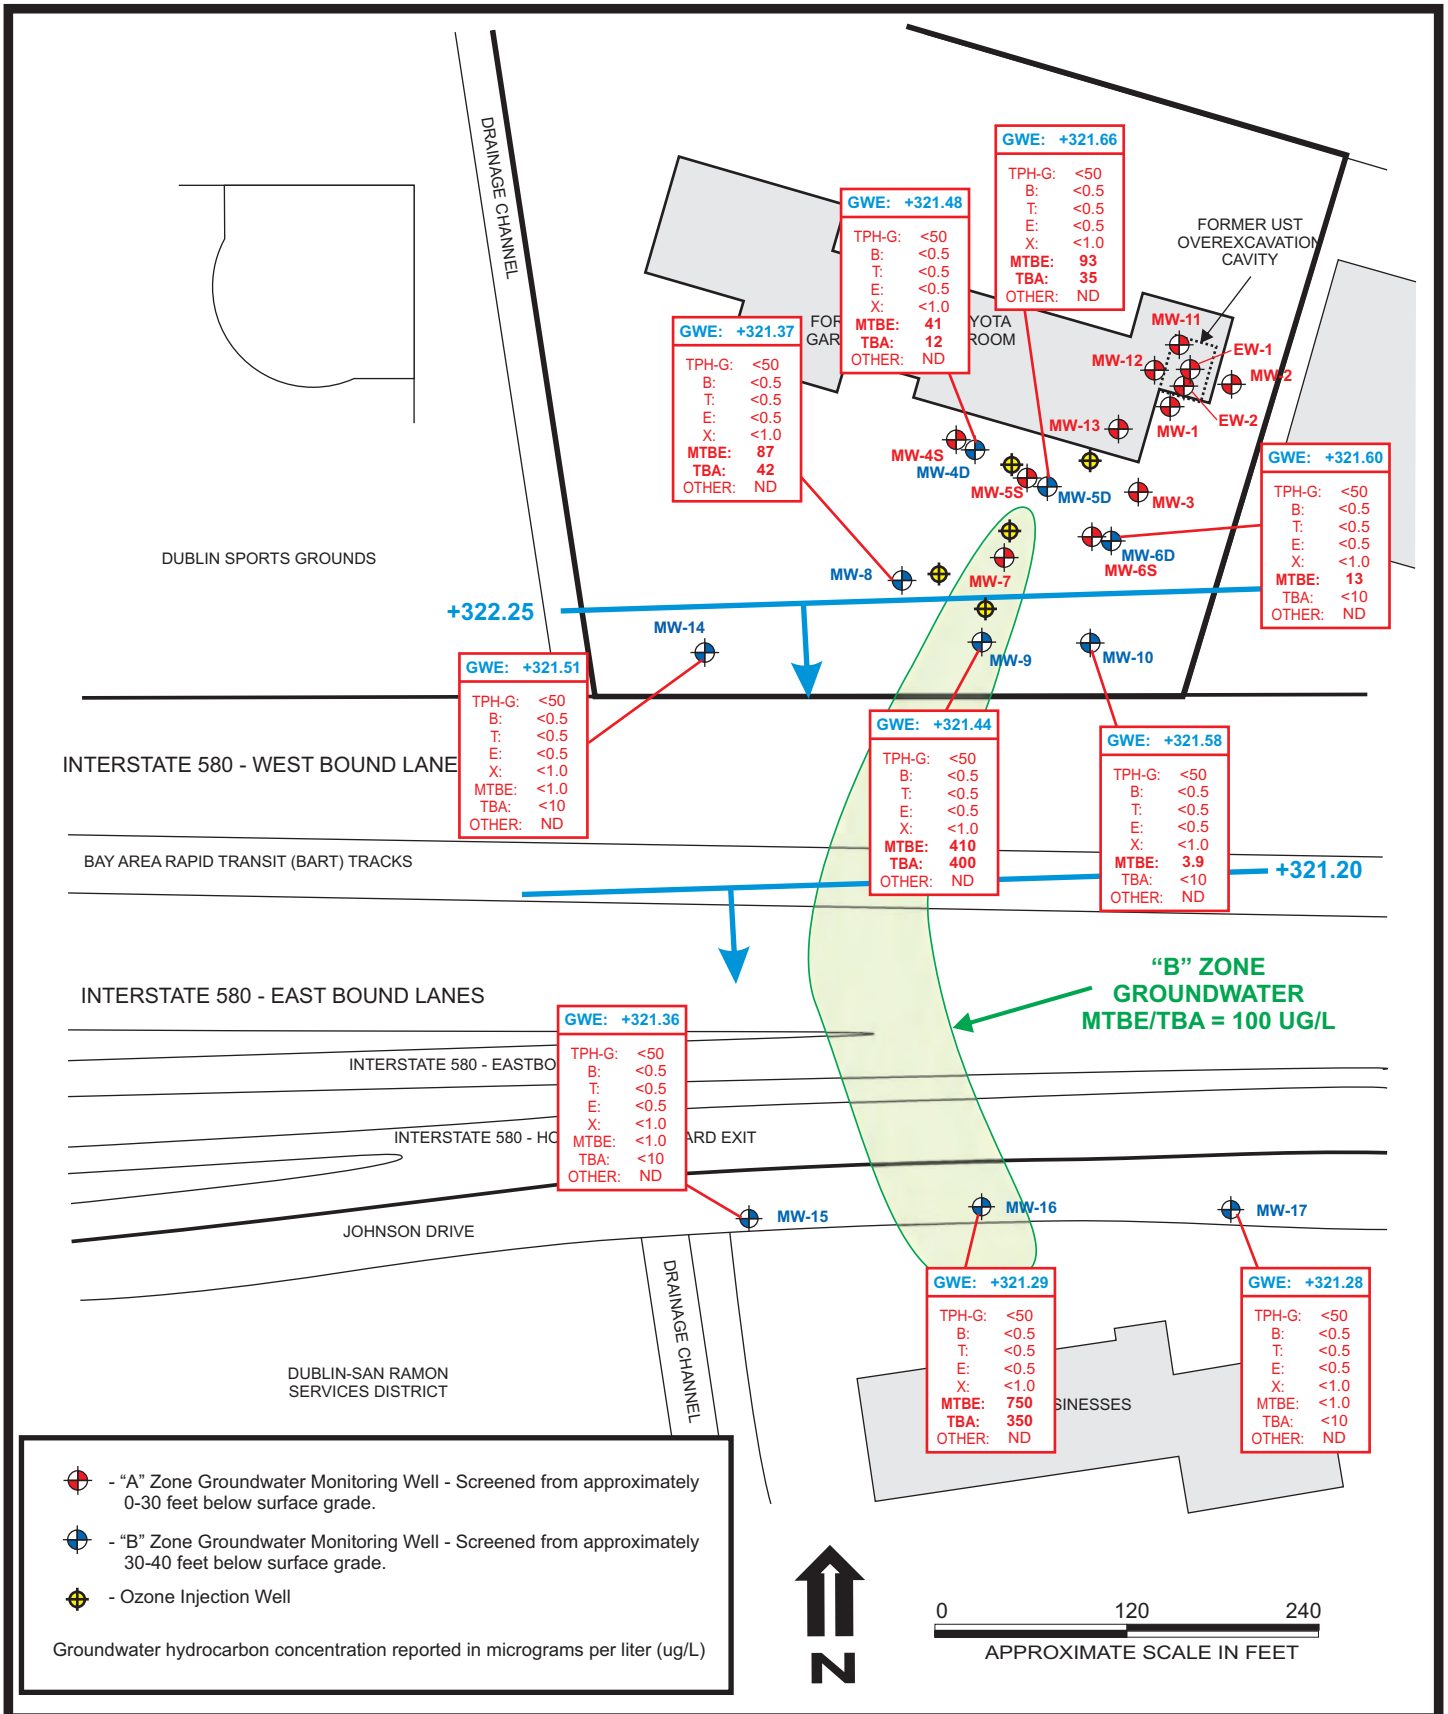 DRAINAGE CHANNEL
GWE: +321.66
TPH-G: <50
B: <0.5
T: <0.5
E: <0.5
X: <1.0
MTBE: 93
TBA: 35
OTHER: ND
GWE: +321.48
TPH-G: <50
B: <0.5
T: <0.5
E: <0.5
X: <1.0
MTBE: 41
TBA: 12
OTHER: ND
FORMER UST
OVEREXCAVATION
CAVITY
GWE: +321.37
TPH-G: <50
B: <0.5
T: <0.5
E: <0.5
X: <1.0
MTBE: 87
TBA: 42
OTHER: ND
MW-11
EW-1
MW-12
MW-2
EW-2
MW-1
MW-13
MW-4S
MW-4D
MW-5S
MW-5D
MW-3
GWE: +321.60
TPH-G: <50
B: <0.5
T: <0.5
E: <0.5
X: <1.0
MTBE: 13
TBA: <10
OTHER: ND
MW-6D
MW-6S
DUBLIN SPORTS GROUNDS
MW-8
MW-7
+322.25
MW-14
MW-9
MW-10
GWE: +321.51
TPH-G: <50
B: <0.5
T: <0.5
E: <0.5
X: <1.0
MTBE: <1.0
TBA: <10
OTHER: ND
GWE: +321.44
TPH-G: <50
B: <0.5
T: <0.5
E: <0.5
X: <1.0
MTBE: 410
TBA: 400
OTHER: ND
GWE: +321.58
TPH-G: <50
B: <0.5
T: <0.5
E: <0.5
X: <1.0
MTBE: 3.9
TBA: <10
OTHER: ND
INTERSTATE 580 - WEST BOUND LANE
BAY AREA RAPID TRANSIT (BART) TRACKS
+321.20
"B" ZONE
GROUNDWATER
MTBE/TBA = 100 UG/L
INTERSTATE 580 - EAST BOUND LANES
GWE: +321.36
TPH-G: <50
B: <0.5
T: <0.5
E: <0.5
X: <1.0
MTBE: <1.0
TBA: <10
OTHER: ND
INTERSTATE 580 -
INTERSTATE 580 -
EXIT
MW-15
MW-16
MW-17
JOHNSON DRIVE
DRAINAGE CHANNEL
GWE: +321.29
TPH-G: <50
B: <0.5
T: <0.5
E: <0.5
X: <1.0
MTBE: 750
TBA: 350
OTHER: ND
GWE: +321.28
TPH-G: <50
B: <0.5
T: <0.5
E: <0.5
X: <1.0
MTBE: <1.0
TBA: <10
OTHER: ND
DUBLIN-SAN RAMON
SERVICES DISTRICT
- "A" Zone Groundwater Monitoring Well - Screened from approximately
0-30 feet below surface grade.
- "B" Zone Groundwater Monitoring Well - Screened from approximately
30-40 feet below surface grade.
- Ozone Injection Well
Groundwater hydrocarbon concentration reported in micrograms per liter (ug/L)
N
0 120 240
APPROXIMATE SCALE IN FEET